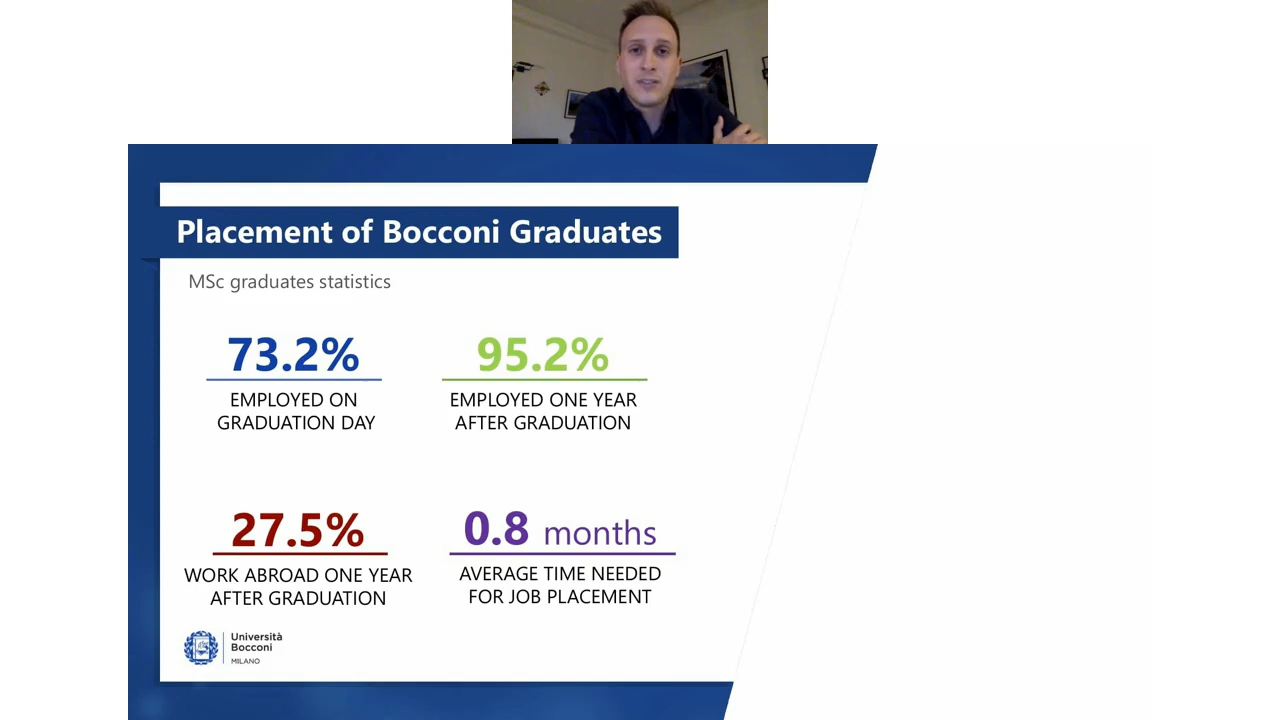 Placement of Bocconi Graduates
MSc graduates statistics
73.2%
EMPLOYED ON
GRADUATION DAY
95.2%
EMPLOYED ONE YEAR
AFTER GRADUATION
27.5%
WORK ABROAD ONE YEAR
AFTER GRADUATION
0.8 months
AVERAGE TIME NEEDED
FOR JOB PLACEMENT
Università
Bocconi
MILANO